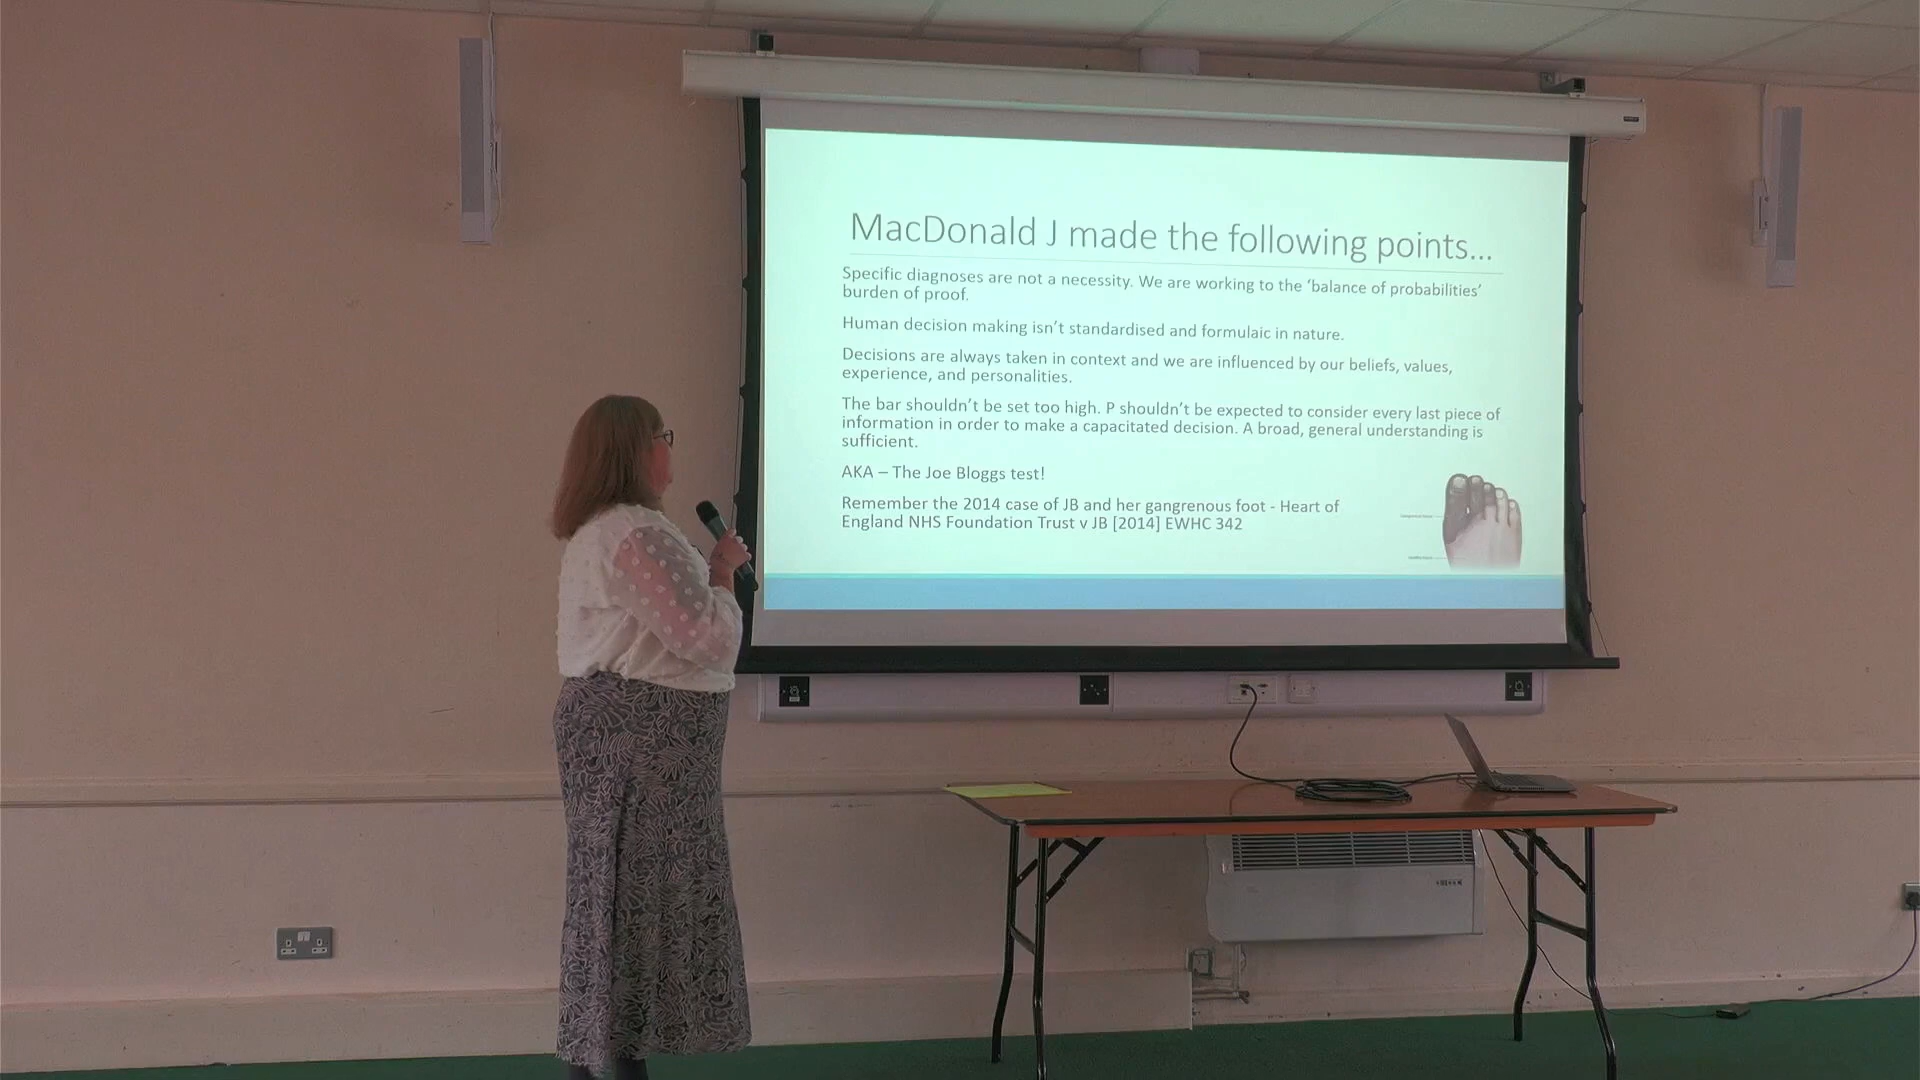 MacDonald J made the following points...
Specific diagnoses are not a necessity. We are working to the ‘balance of probabilities’
burden of proof.
Human decision making isn’t standardised and formulaic in nature.
Decisions are always taken in context and we are influenced by our beliefs, values,
experience, and personalities.
The bar shouldn’t be set too high. P shouldn’t be expected to consider every last piece of
information in order to make a capacitated decision. A broad, general understanding is
sufficient.
AKA – The Joe Bloggs test!
Remember the 2014 case of JB and her gangrenous foot - Heart of
England NHS Foundation Trust v JB [2014] EWHC 342